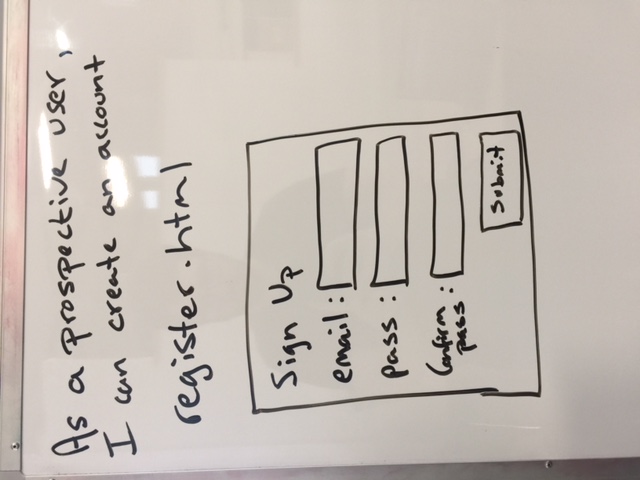 As a prospective user,
I can create an account
register.html
Sign Up
email:
pass:
Confirm
pass:
submit